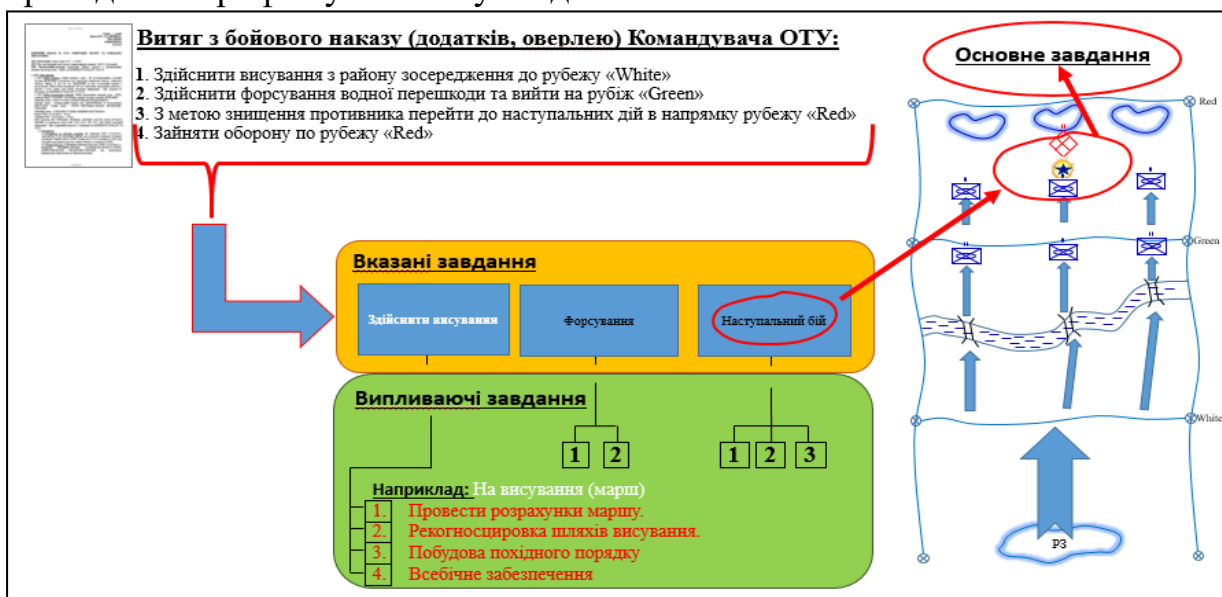 Витяг з бойового наказу (додатків, оверлею) Командувача ОТУ:
1. Здійснити висування з району зосередження до рубежу «White»
2. Здійснити форсування водної перешкоди та вийти на рубіж «Green»
3. З метою знищення противника перейти до наступальних дій в напрямку рубежу «Red»
4. Зайняти оборону по рубежу «Red»
Основне завдання
Red
Green
White
РЗ
Вказані завдання
Здійснити висування
Форсування
Наступальний бій
Випливаючі завдання
1 2
1 2 3
Наприклад: На висування (марш)
1. Провести розрахунки маршу.
2. Рекогносцировка шляхів висування.
3. Побудова похідного порядку
4. Всебічне забезпечення